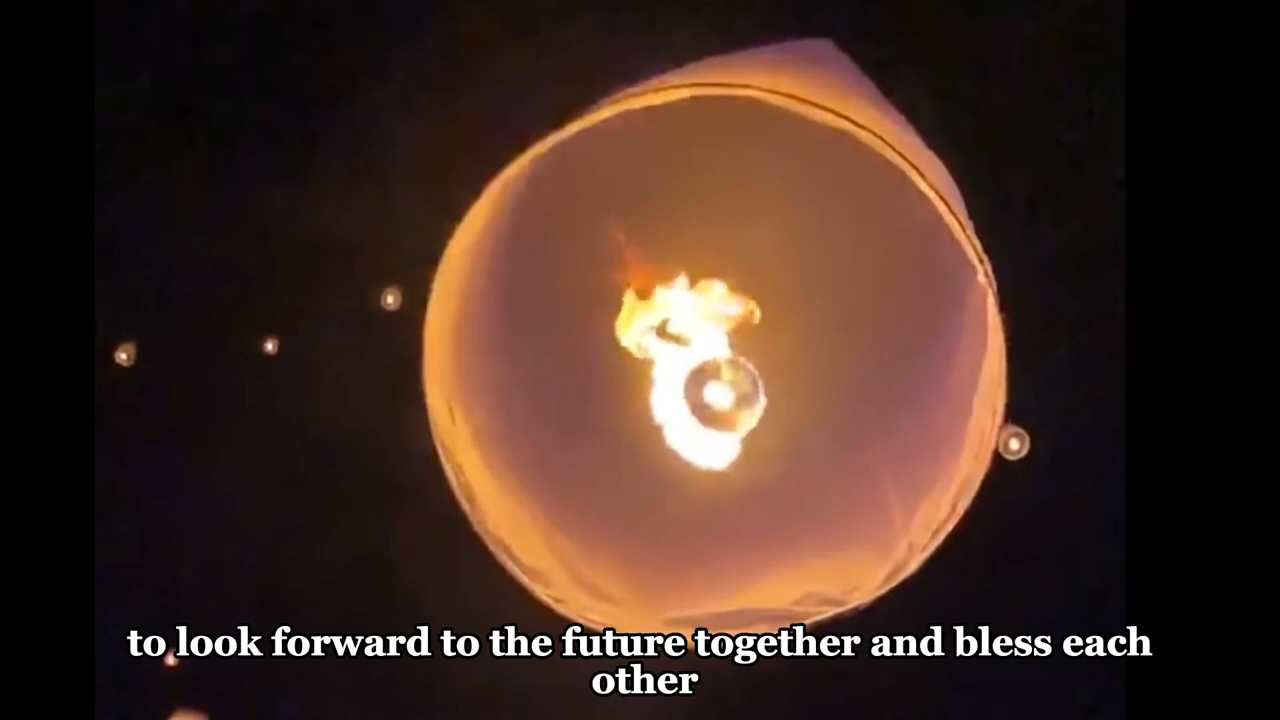 to look forward to the future together and bless each
other